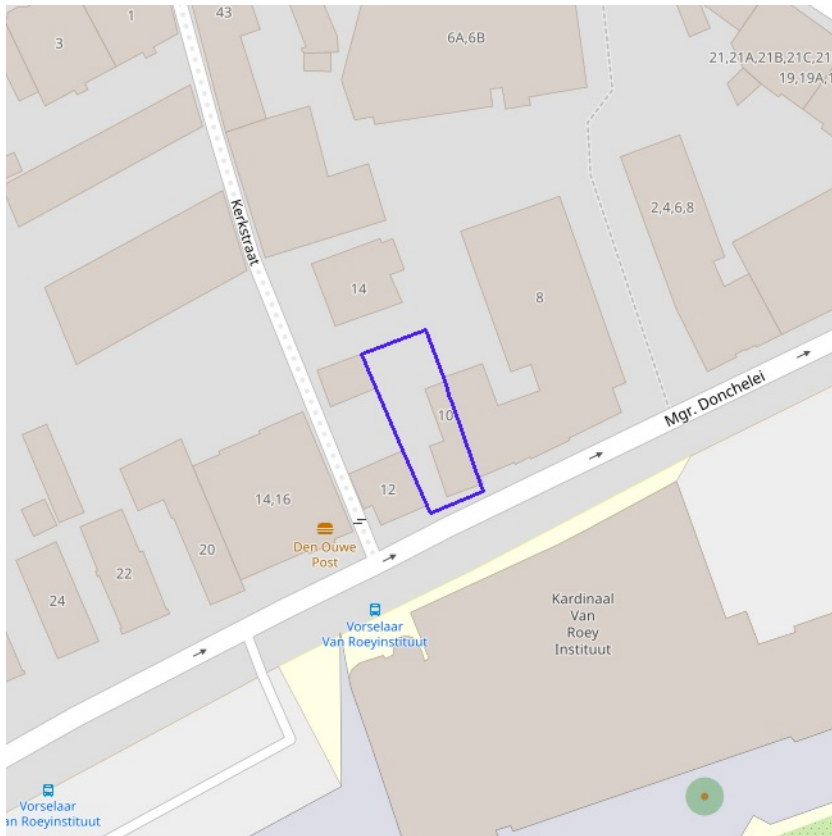 1
43
3
6A,6B
21,21A,21B,21C,21
19,19A,1
Kerkstraat
2,4,6,8
14
8
10
Mgr. Donchelei
12
14,16
Den Ouwe
Post
20
22
24
Kardinaal
Van
Roey
Instituut
Vorselaar
Van Roeyinstituut
Vorselaar
an Roeyinstituut